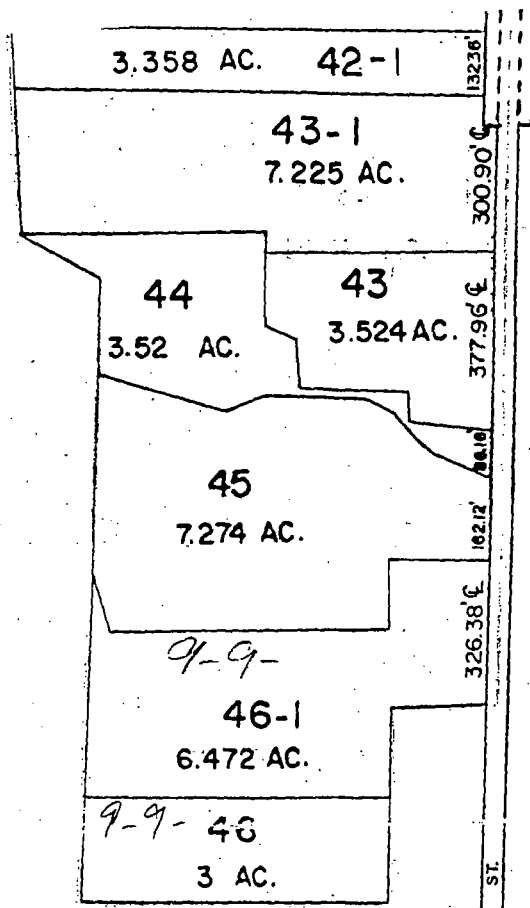 3.358 AC. 42-1
132.36'
43-1
7.225 AC.
300.90' ℄
44
3.52 AC.
43
3.524 AC.
377.96' ℄
45
7.274 AC.
162.12'
326.38' ℄
9-9-
46-1
6.472 AC.
9-9- 46
3 AC.
ST.